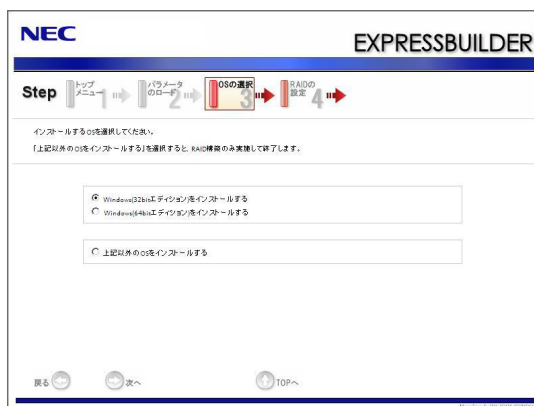 NEC
EXPRESSBUILDER
Step トップメニュー 1 パラメータのロード 2 OSの選択 3 RAIDの設定 4
インストールするOSを選択してください。
「上記以外のOSをインストールする」を選択すると、RAID構築のみ実施して終了します。
Windows(32bitエディション)をインストールする
Windows(64bitエディション)をインストールする
上記以外のOSをインストールする
戻る 次へ TOPへ